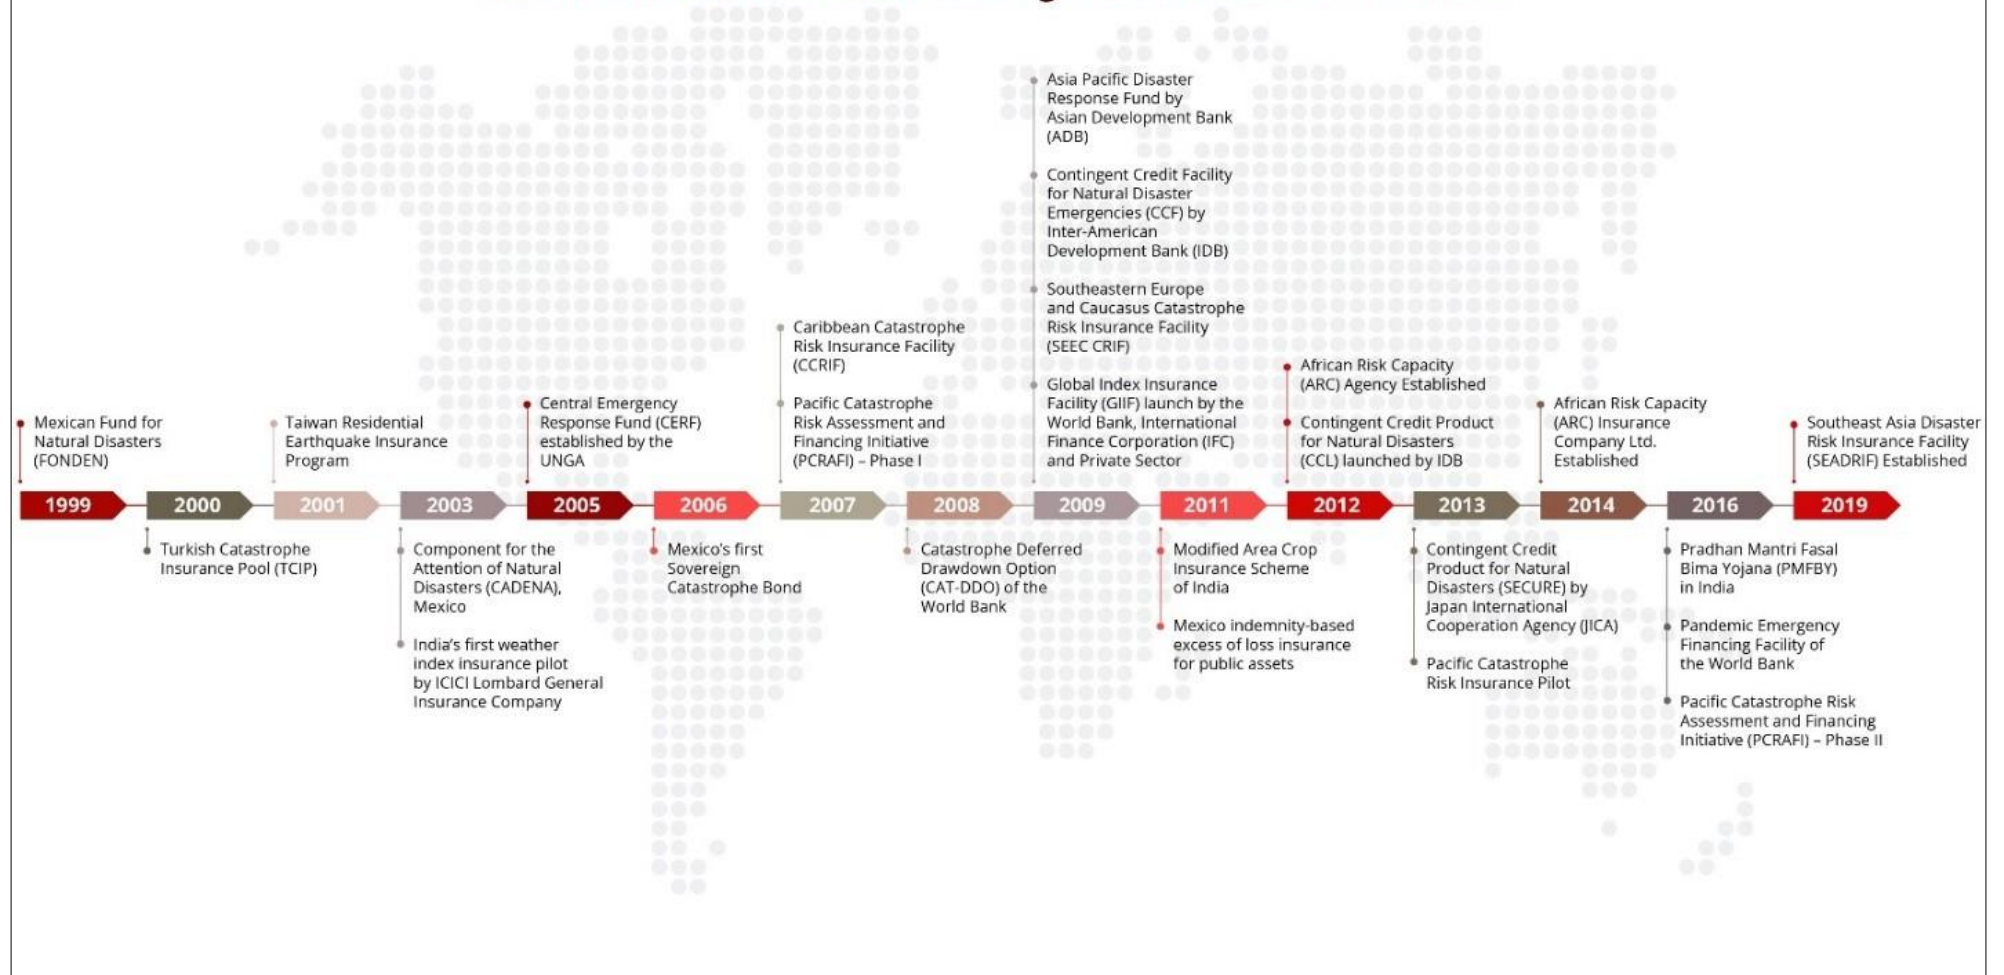 Asia Pacific Disaster
Response Fund by
Asian Development Bank
(ADB)
Contingent Credit Facility
for Natural Disaster
Emergencies (CCF) by
Inter-American
Development Bank (IDB)
Southeastern Europe
and Caucasus Catastrophe
Risk Insurance Facility
(SEEC CRIF)
Global Index Insurance
Facility (GIIF) launch by the
World Bank, International
Finance Corporation (IFC)
and Private Sector
Mexican Fund for
Natural Disasters
(FONDEN)
Taiwan Residential
Earthquake Insurance
Program
Central Emergency
Response Fund (CERF)
established by the
UNGA
Caribbean Catastrophe
Risk Insurance Facility
(CCRIF)
Pacific Catastrophe
Risk Assessment and
Financing Initiative
(PCRAFI) – Phase I
African Risk Capacity
(ARC) Agency Established
Contingent Credit Product
for Natural Disasters
(CCL) launched by IDB
African Risk Capacity
(ARC) Insurance
Company Ltd.
Established
Southeast Asia Disaster
Risk Insurance Facility
(SEADRIF) Established
1999 2000 2001 2003 2005 2006 2007 2008 2009 2011 2012 2013 2014 2016 2019
Turkish Catastrophe
Insurance Pool (TCIP)
Component for the
Attention of Natural
Disasters (CADENA),
Mexico
India's first weather
index insurance pilot
by ICICI Lombard General
Insurance Company
Mexico's first
Sovereign
Catastrophe Bond
Catastrophe Deferred
Drawdown Option
(CAT-DDO) of the
World Bank
Modified Area Crop
Insurance Scheme
of India
Mexico indemnity-based
excess of loss insurance
for public assets
Contingent Credit
Product for Natural
Disasters (SECURE) by
Japan International
Cooperation Agency (JICA)
Pacific Catastrophe
Risk Insurance Pilot
Pradhan Mantri Fasal
Bima Yojana (PMFBY)
in India
Pandemic Emergency
Financing Facility of
the World Bank
Pacific Catastrophe Risk
Assessment and Financing
Initiative (PCRAFI) – Phase II